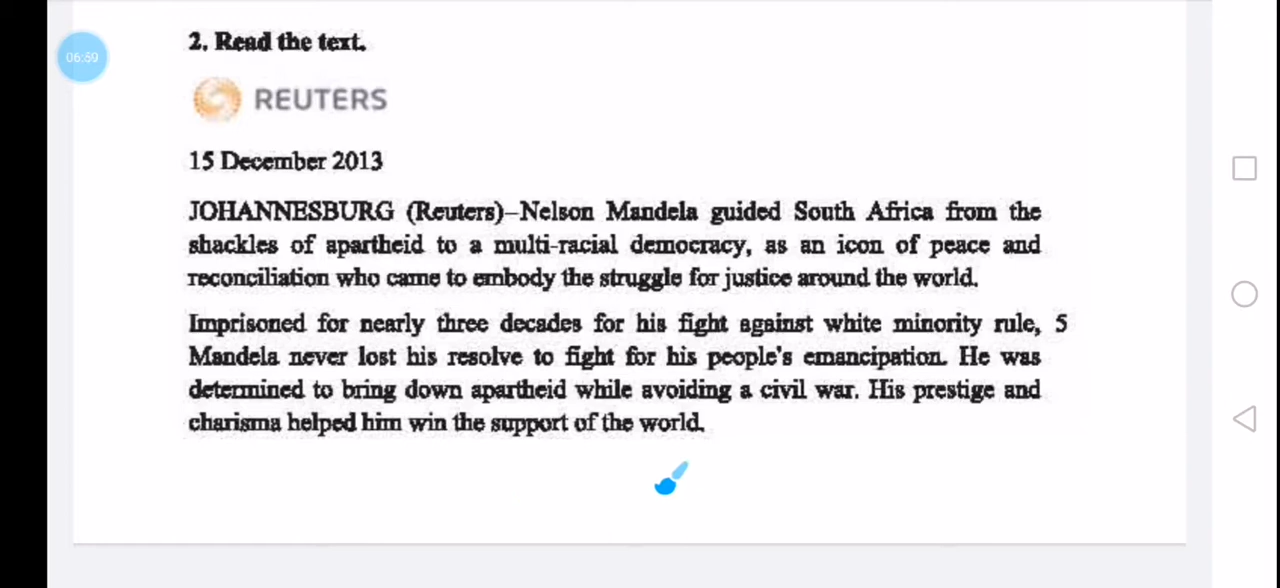 06:59
2. Read the text.
REUTERS
15 December 2013
JOHANNESBURG (Reuters)–Nelson Mandela guided South Africa from the
shackles of apartheid to a multi-racial democracy, as an icon of peace and
reconciliation who came to embody the struggle for justice around the world.
Imprisoned for nearly three decades for his fight against white minority rule, 5
Mandela never lost his resolve to fight for his people's emancipation. He was
determined to bring down apartheid while avoiding a civil war. His prestige and
charisma helped him win the support of the world.